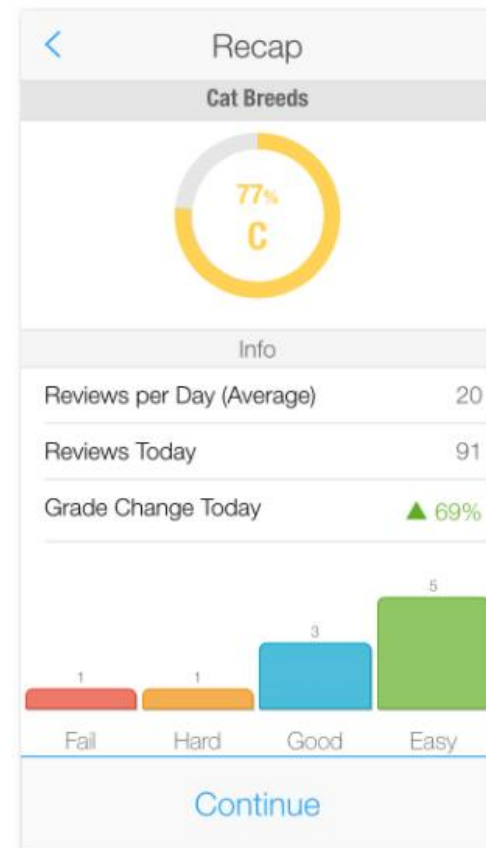 Recap
Cat Breeds
77%
C
Info
Reviews per Day (Average) 20
Reviews Today 91
Grade Change Today ▲ 69%
5
3
1 1
Fail Hard Good Easy
Continue